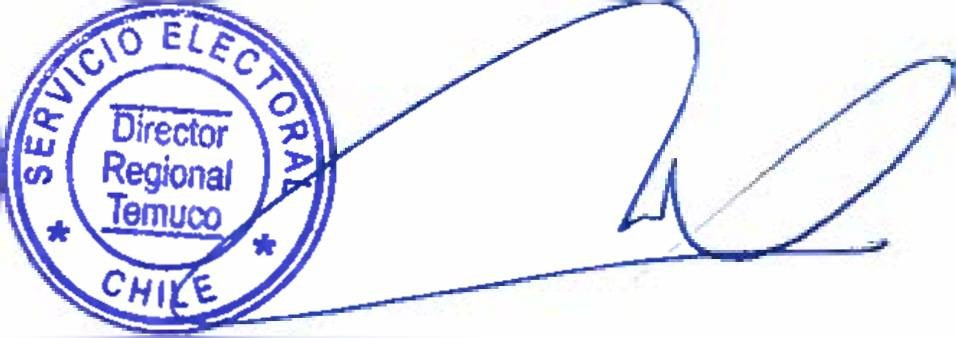 SERVICIO ELECTORAL
Director
Regional
Temuco
* CHILE *